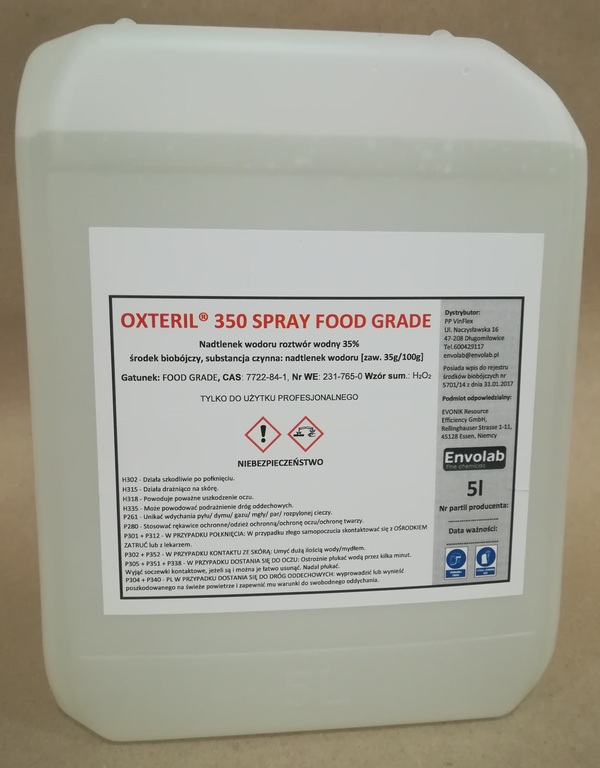 OXTERIL® 350 SPRAY FOOD GRADE
Nadtlenek wodoru roztwór wodny 35%
środek biobójczy, substancja czynna: nadtlenek wodoru [zaw. 35g/100g]
Gatunek: FOOD GRADE, CAS: 7722-84-1, Nr WE: 231-765-0 Wzór sum.: H₂O₂
TYLKO DO UŻYTKU PROFESJONALNEGO
NIEBEZPIECZEŃSTWO
H302 - Działa szkodliwie po połknięciu.
H315 - Działa drażniąco na skórę.
H318 - Powoduje poważne uszkodzenie oczu.
H335 - Może powodować podrażnienie dróg oddechowych.
P261 - Unikać wdychania pyłu/ dymu/ gazu/ mgły/ par/ rozpylonej cieczy.
P280 - Stosować rękawice ochronne/odzież ochronną/ochronę oczu/ochronę twarzy.
P301 + P312 - W PRZYPADKU POŁKNIĘCIA: W przypadku złego samopoczucia skontaktować się z OŚRODKIEM
ZATRUĆ lub z lekarzem.
P302 + P352 - W PRZYPADKU KONTAKTU ZE SKÓRĄ: Umyć dużą ilością wody/mydłem.
P305 + P351 + P338 - W PRZYPADKU DOSTANIA SIĘ DO OCZU: Ostrożnie płukać wodą przez kilka minut.
Wyjąć soczewki kontaktowe, jeżeli są i można je łatwo usunąć. Nadal płukać.
P304 + P340 - PL W PRZYPADKU DOSTANIA SIĘ DO DRÓG ODDECHOWYCH: wyprowadzić lub wynieść
poszkodowanego na świeże powietrze i zapewnić mu warunki do swobodnego oddychania.
Dystrybutor:
PP VinFlex
Ul. Naczysławska 16
47-208 Długomiłowice
Tel.600429117
envolab@envolab.pl
Posiada wpis do rejestru
środków biobójczych nr
5701/14 z dnia 31.01.2017
Podmiot odpowiedzialny:
EVONIK Resource
Efficiency GmbH,
Rellinghauser Strasse 1-11,
45128 Essen, Niemcy
Envolab
fine chemicals
5l
Nr partii producenta:
Data ważności: